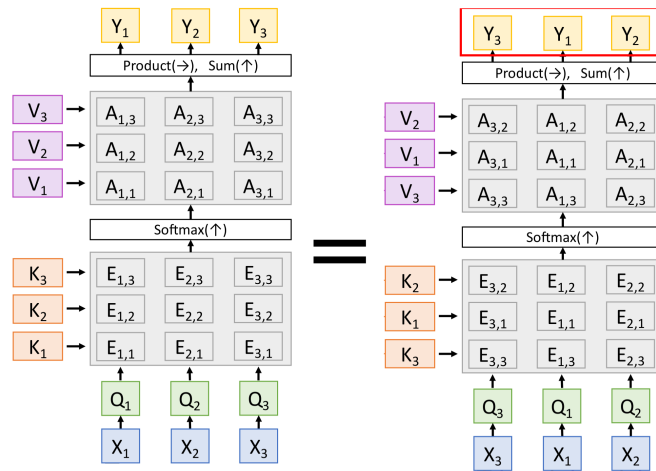 Y1 Y2 Y3
Product(→), Sum(↑)
V3 A1,3 A2,3 A3,3
V2 A1,2 A2,2 A3,2
V1 A1,1 A2,1 A3,1
Softmax(↑)
K3 E1,3 E2,3 E3,3
K2 E1,2 E2,2 E3,2
K1 E1,1 E2,1 E3,1
Q1 Q2 Q3
X1 X2 X3
=
Y3 Y1 Y2
Product(→), Sum(↑)
V2 A3,2 A1,2 A2,2
V1 A3,1 A1,1 A2,1
V3 A3,3 A1,3 A2,3
Softmax(↑)
K2 E3,2 E1,2 E2,2
K1 E3,1 E1,1 E2,1
K3 E3,3 E1,3 E2,3
Q3 Q1 Q2
X3 X1 X2